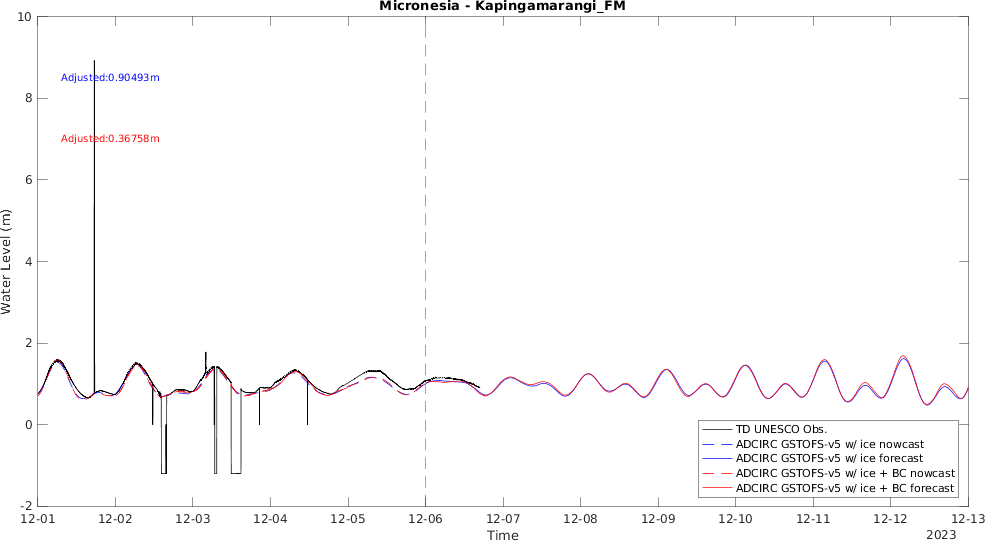 Micronesia - Kapingamarangi_FM
10
8
6
4
2
0
-2
Water Level (m)
Adjusted:0.90493m
Adjusted:0.36758m
TD UNESCO Obs.
ADCIRC GSTOFS-v5 w/ ice nowcast
ADCIRC GSTOFS-v5 w/ ice forecast
ADCIRC GSTOFS-v5 w/ ice + BC nowcast
ADCIRC GSTOFS-v5 w/ ice + BC forecast
12-01 12-02 12-03 12-04 12-05 12-06 12-07 12-08 12-09 12-10 12-11 12-12 12-13
Time
2023